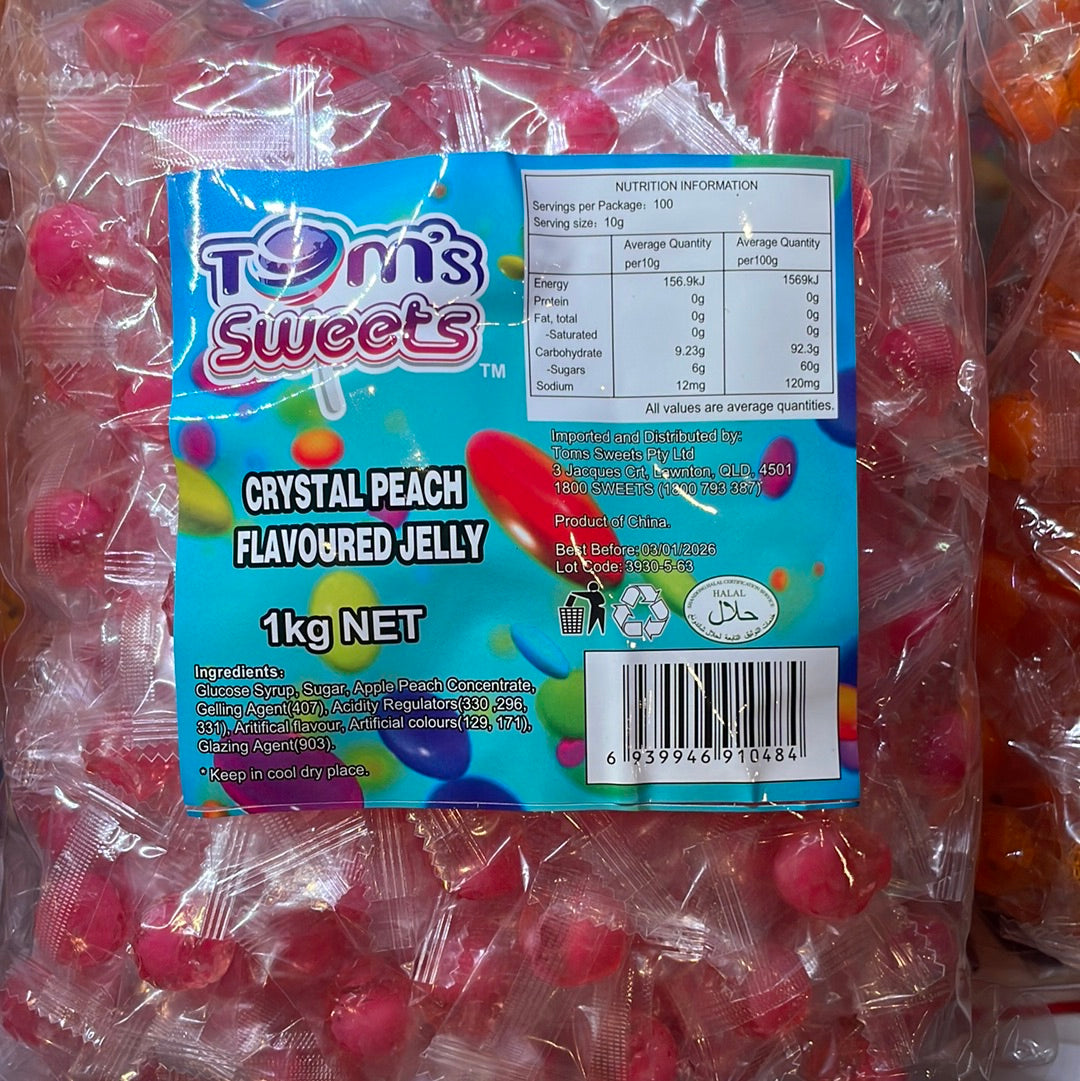 Tom's
Sweets
TM
CRYSTAL PEACH
FLAVOURED JELLY
1kg NET
Ingredients:
Glucose Syrup, Sugar, Apple Peach Concentrate,
Gelling Agent(407), Acidity Regulators(330 ,296,
331), Aritifical flavour, Artificial colours(129, 171),
Glazing Agent(903).
* Keep in cool dry place.
NUTRITION INFORMATION
Servings per Package: 100
Serving size: 10g
Average Quantity per10g Average Quantity per100g
Energy 156.9kJ 1569kJ
Protein 0g 0g
Fat, total 0g 0g
-Saturated 0g 0g
Carbohydrate 9.23g 92.3g
-Sugars 6g 60g
Sodium 12mg 120mg
All values are average quantities.
Imported and Distributed by:
Toms Sweets Pty Ltd
3 Jacques Crt, Lawnton, QLD, 4501
1800 SWEETS (1800 793 387)
Product of China.
Best Before:03/01/2026
Lot Code: 3930-5-63
SHANDONG HALAL CERTIFICATION SERVICE
HALAL
حلال
6 939946 910484